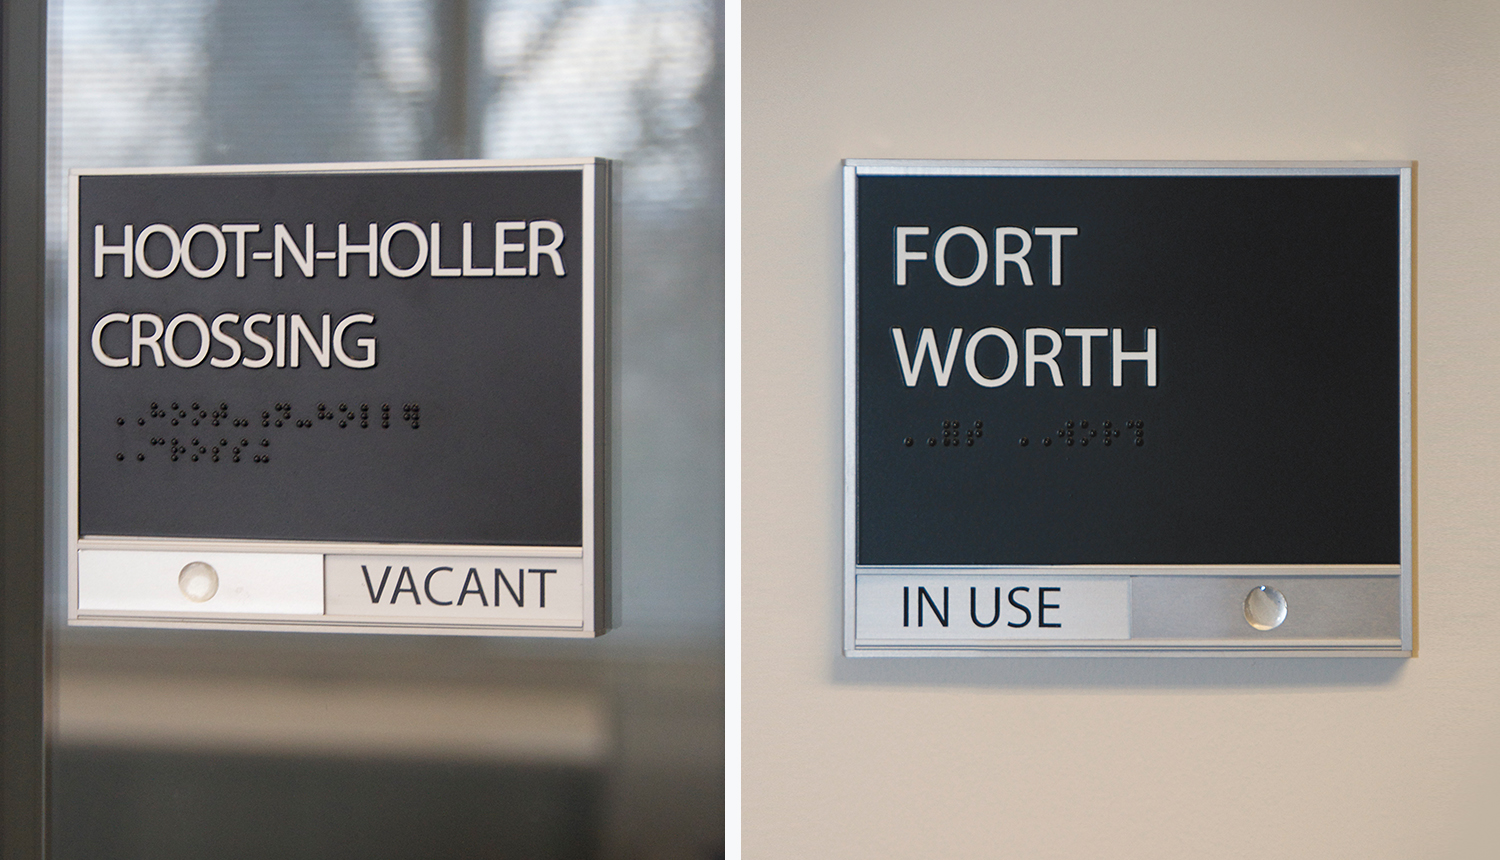 HOOT-N-HOLLER
CROSSING
VACANT
FORT
WORTH
IN USE